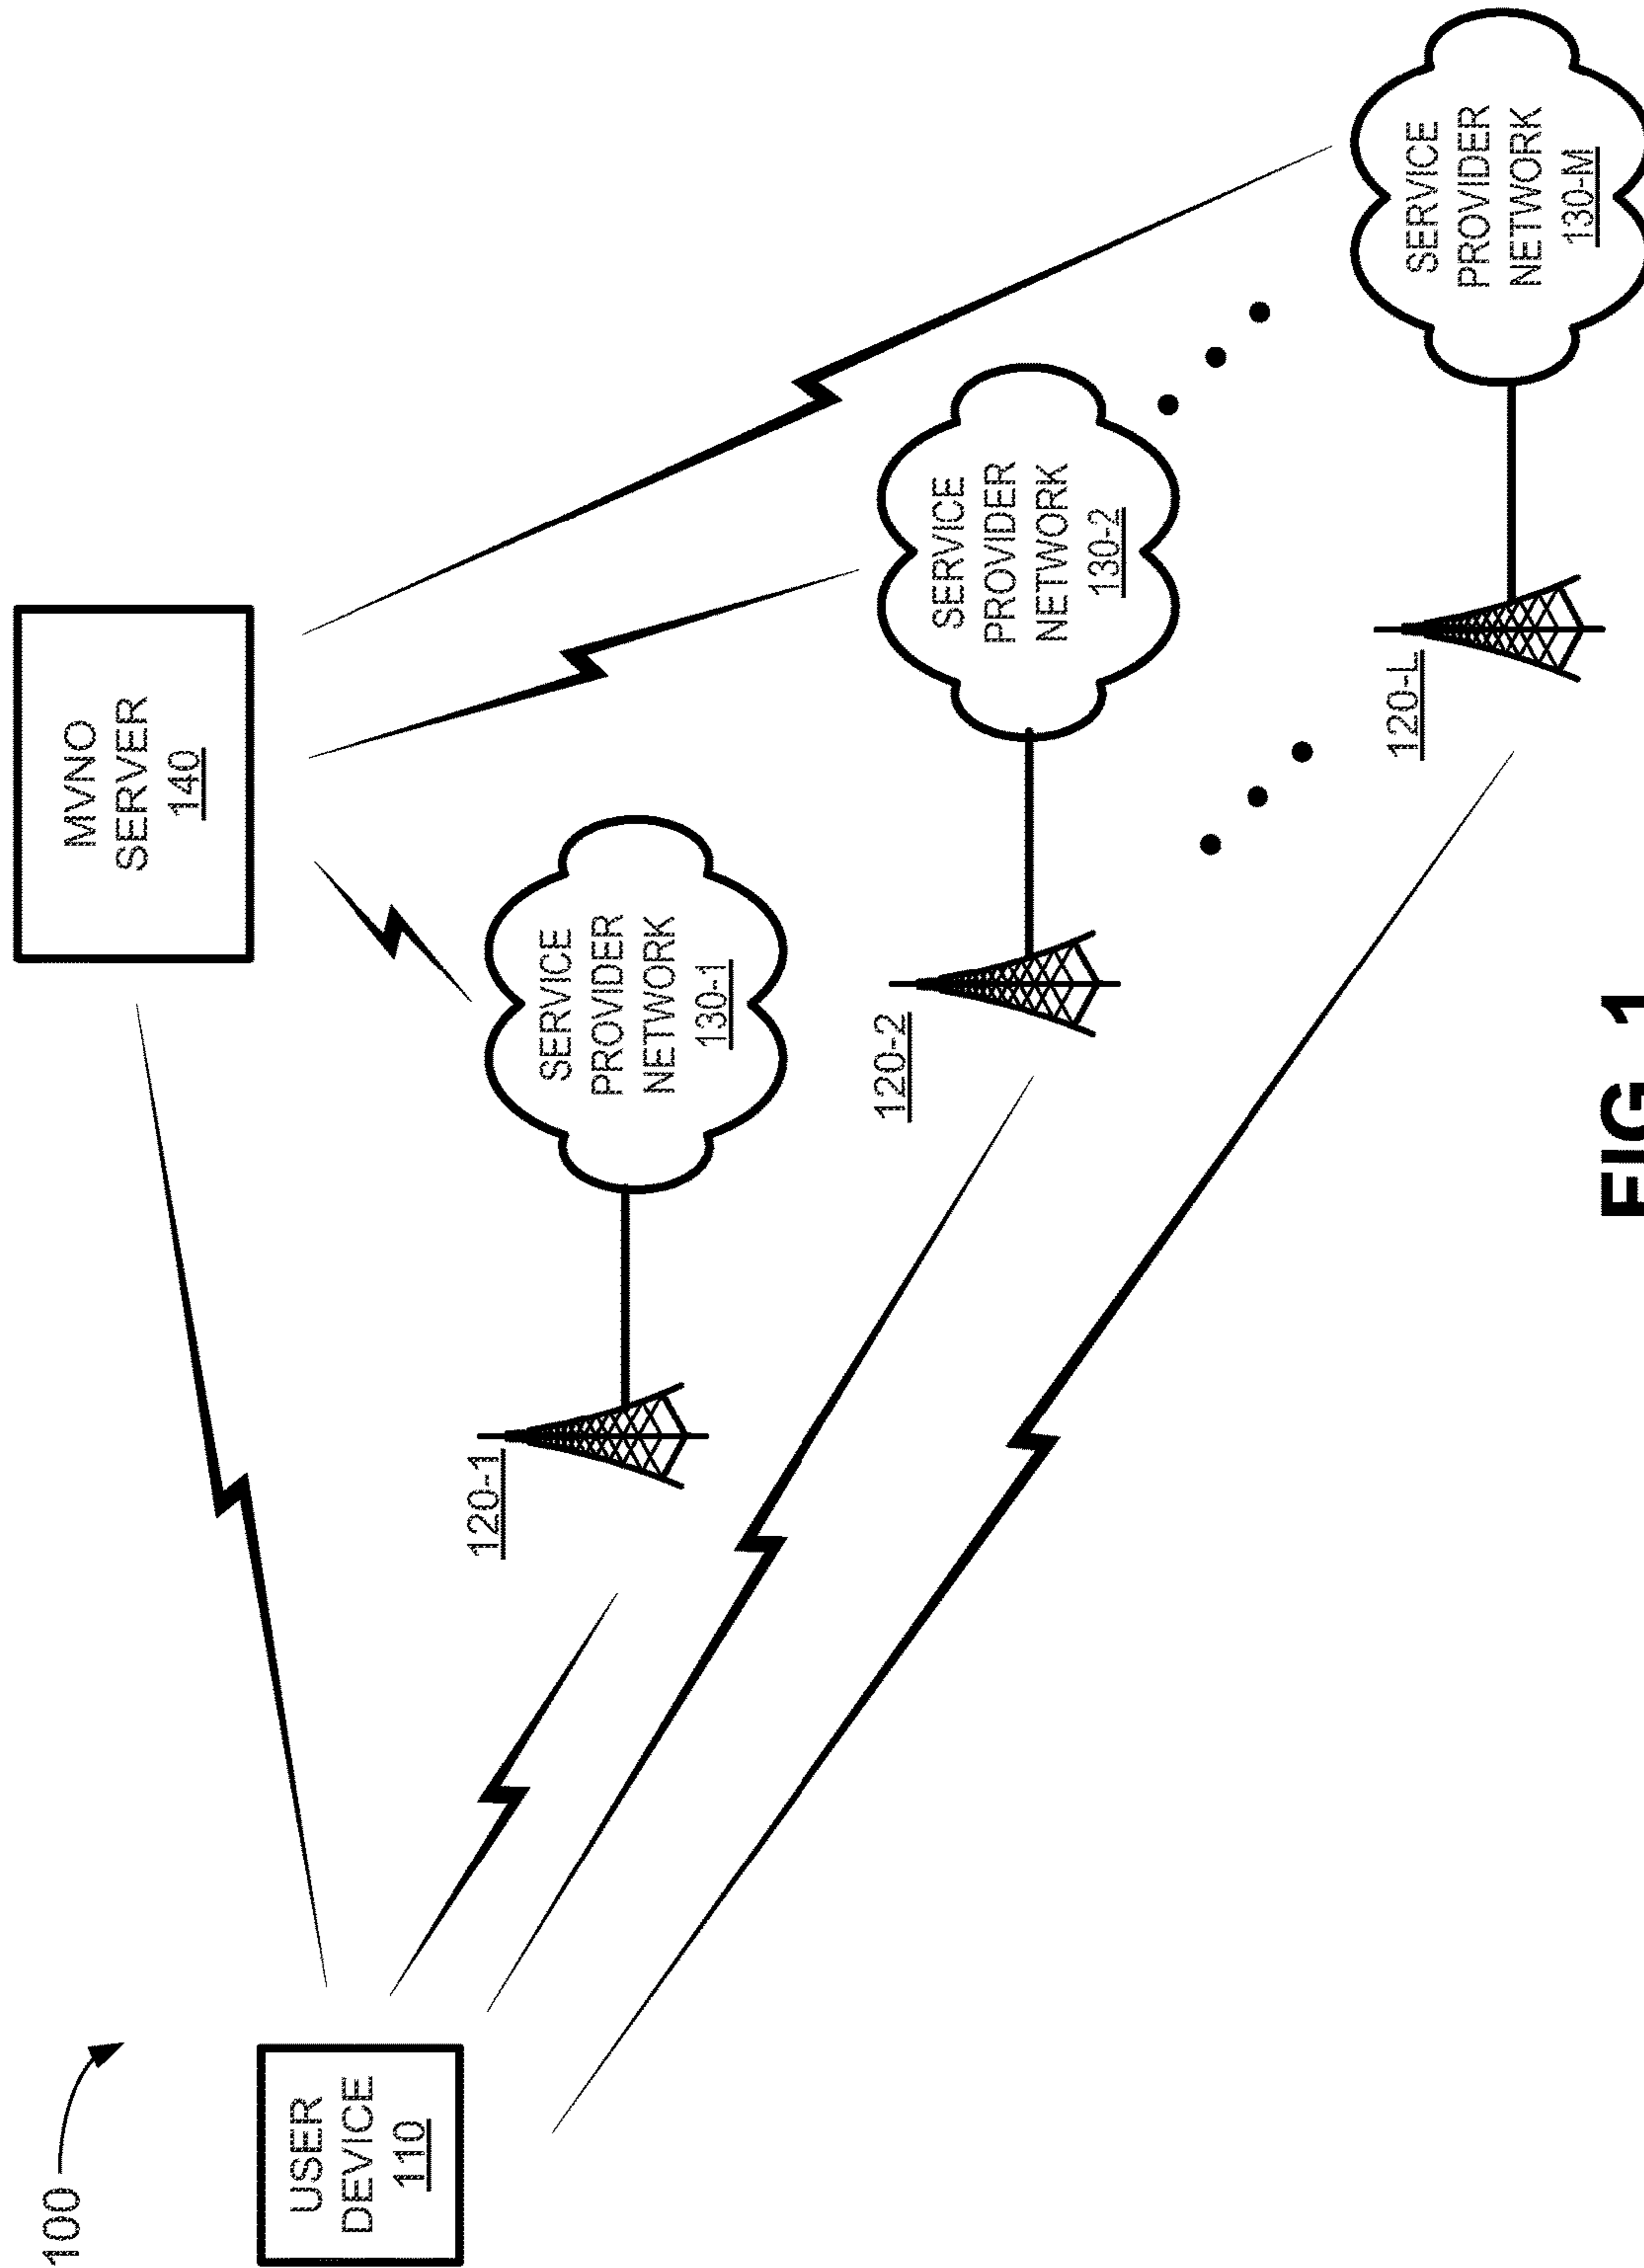 100
USER
DEVICE
110
MVNO
SERVER
140
120-1
SERVICE
PROVIDER
NETWORK
130-1
120-2
SERVICE
PROVIDER
NETWORK
130-2
120-L
SERVICE
PROVIDER
NETWORK
130-M
FIG. 1